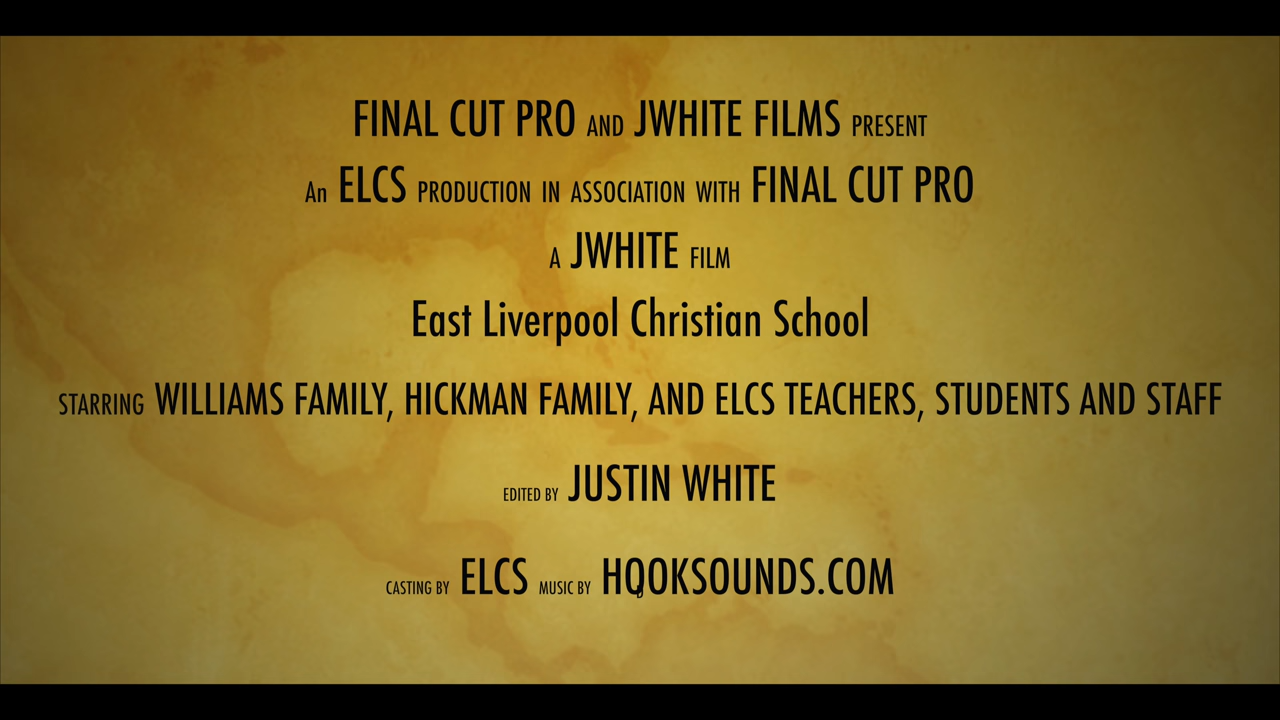 FINAL CUT PRO AND JWHITE FILMS PRESENT
An ELCS PRODUCTION IN ASSOCIATION WITH FINAL CUT PRO
A JWHITE FILM
East Liverpool Christian School
STARRING WILLIAMS FAMILY, HICKMAN FAMILY, AND ELCS TEACHERS, STUDENTS AND STAFF
EDITED BY JUSTIN WHITE
CASTING BY ELCS MUSIC BY HOOKSOUNDS.COM